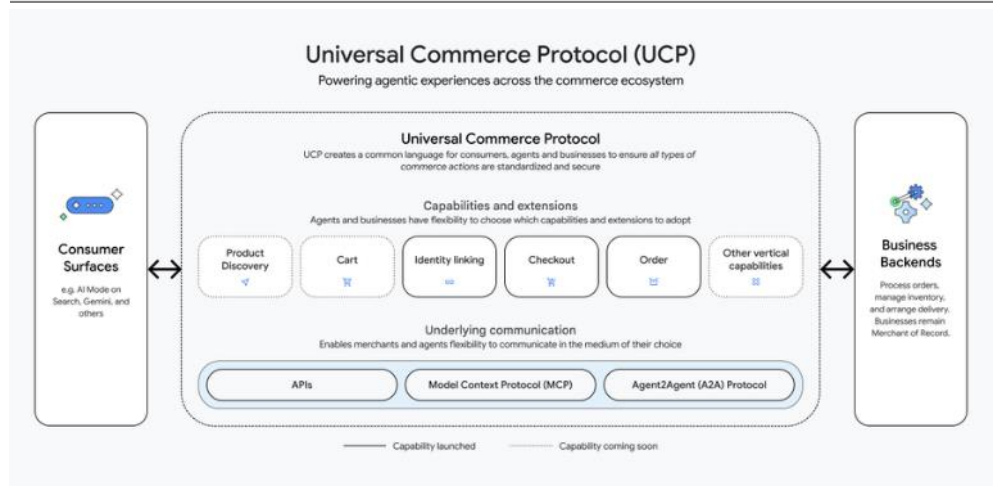 Universal Commerce Protocol (UCP)
Powering agentic experiences across the commerce ecosystem
Consumer
Surfaces
e.g. AI Mode on
Search, Gemini, and
others
Universal Commerce Protocol
UCP creates a common language for consumers, agents and businesses to ensure all types of
commerce actions are standardized and secure
Capabilities and extensions
Agents and businesses have flexibility to choose which capabilities and extensions to adopt
Product
Discovery
Cart
Identity linking
Checkout
Order
Other vertical
capabilities
Underlying communication
Enables merchants and agents flexibility to communicate in the medium of their choice
APIs
Model Context Protocol (MCP)
Agent2Agent (A2A) Protocol
Business
Backends
Process orders,
manage inventory,
and arrange delivery.
Businesses remain
Merchant of Record.
Capability launched
Capability coming soon